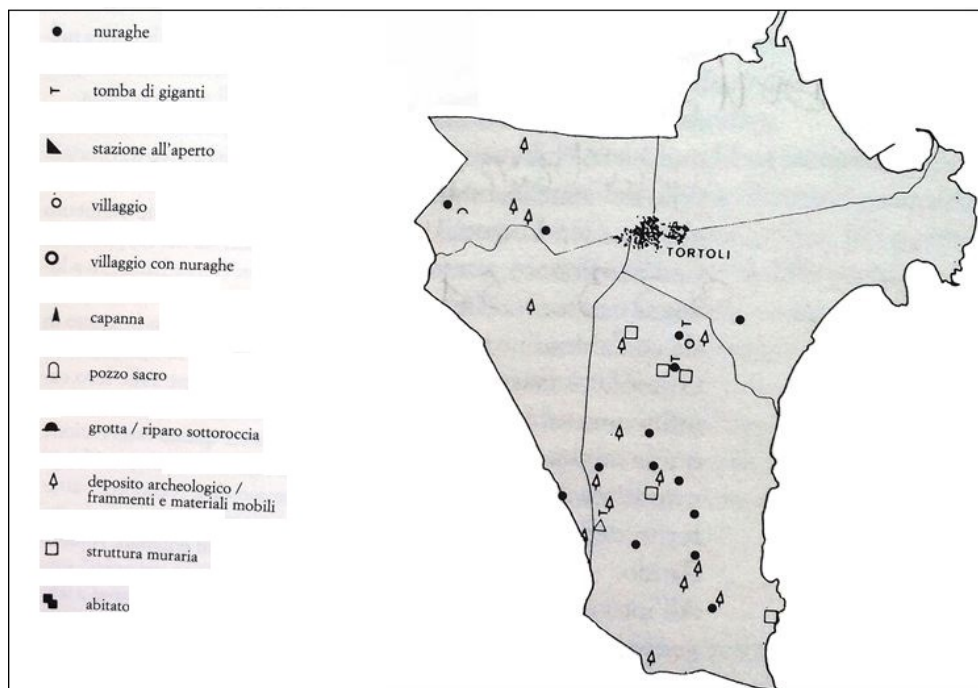 nuraghe
tomba di giganti
stazione all'aperto
villaggio
villaggio con nuraghe
capanna
pozzo sacro
grotta / riparo sottoroccia
deposito archeologico /
frammenti e materiali mobili
struttura muraria
abitato
TORTOLI